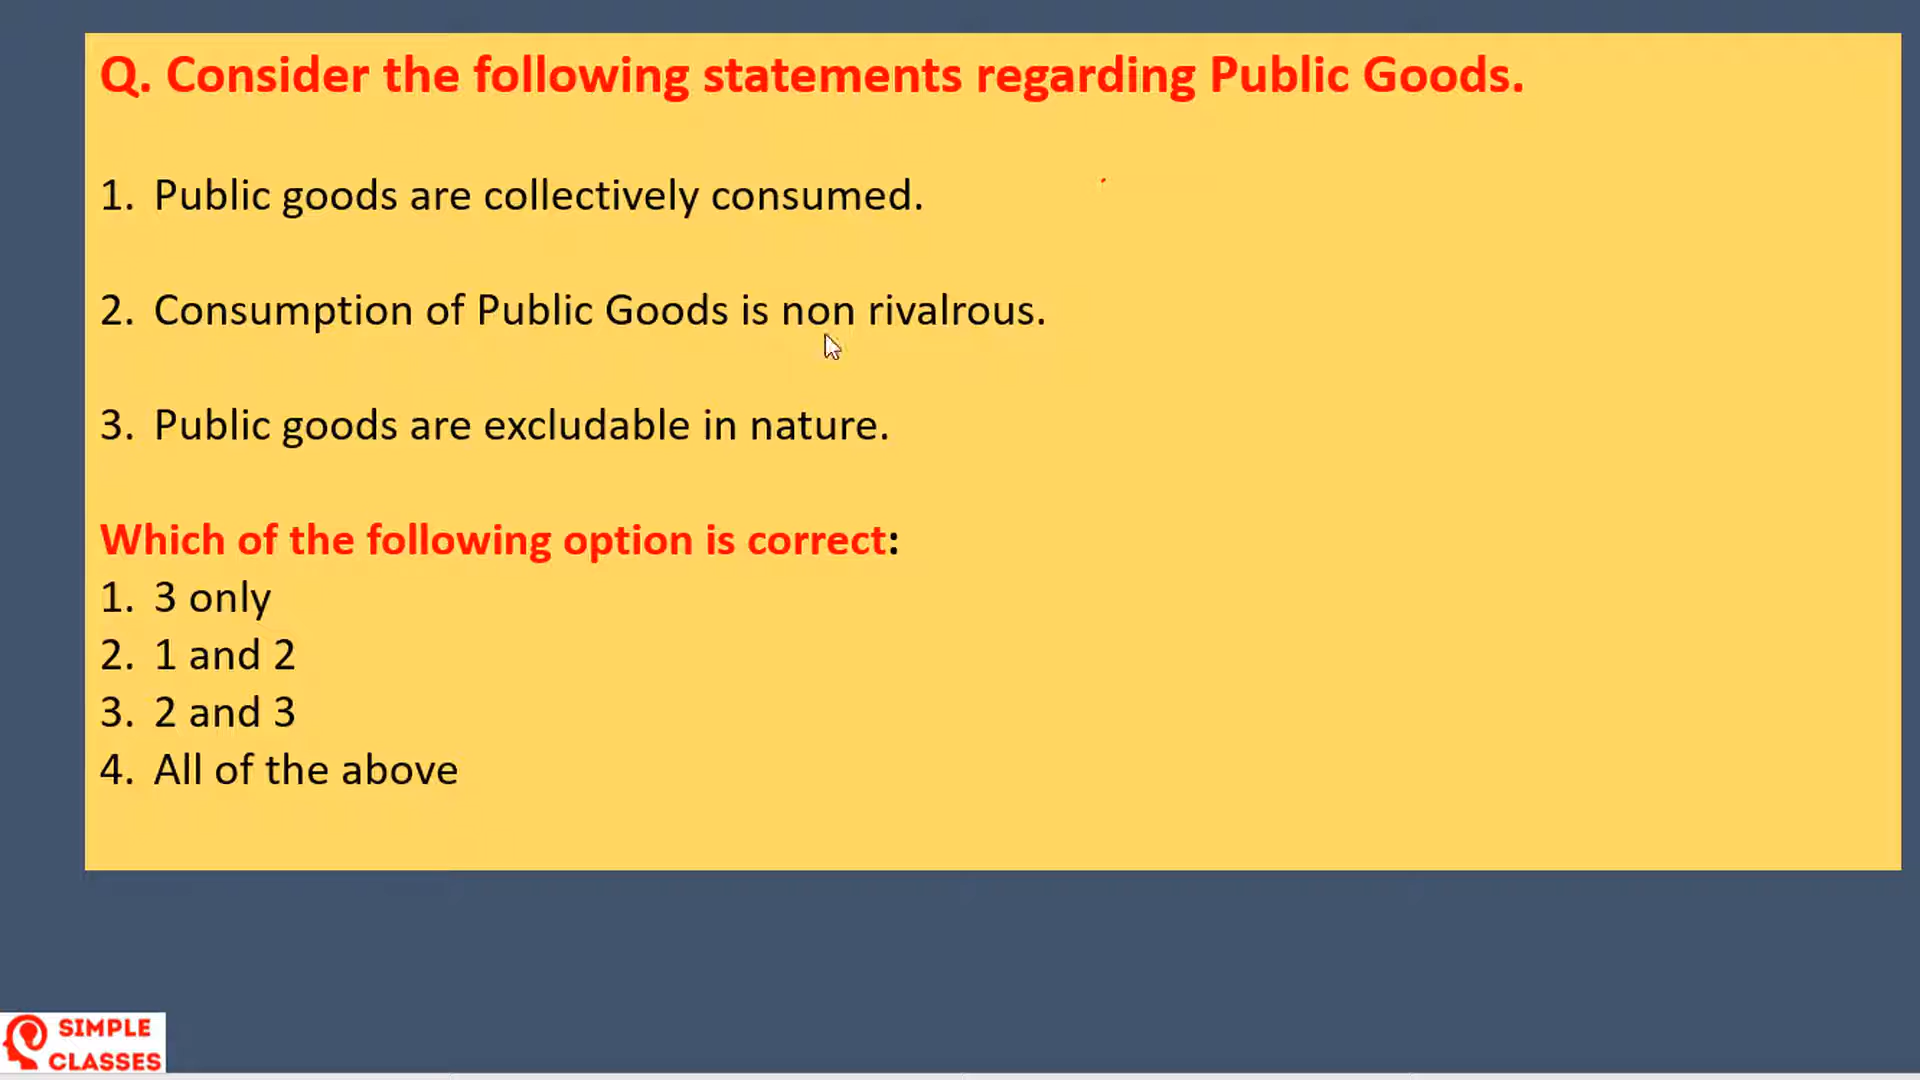 Q. Consider the following statements regarding Public Goods.
1. Public goods are collectively consumed.
2. Consumption of Public Goods is non rivalrous.
3. Public goods are excludable in nature.
Which of the following option is correct:
1. 3 only
2. 1 and 2
3. 2 and 3
4. All of the above
SIMPLE
CLASSES